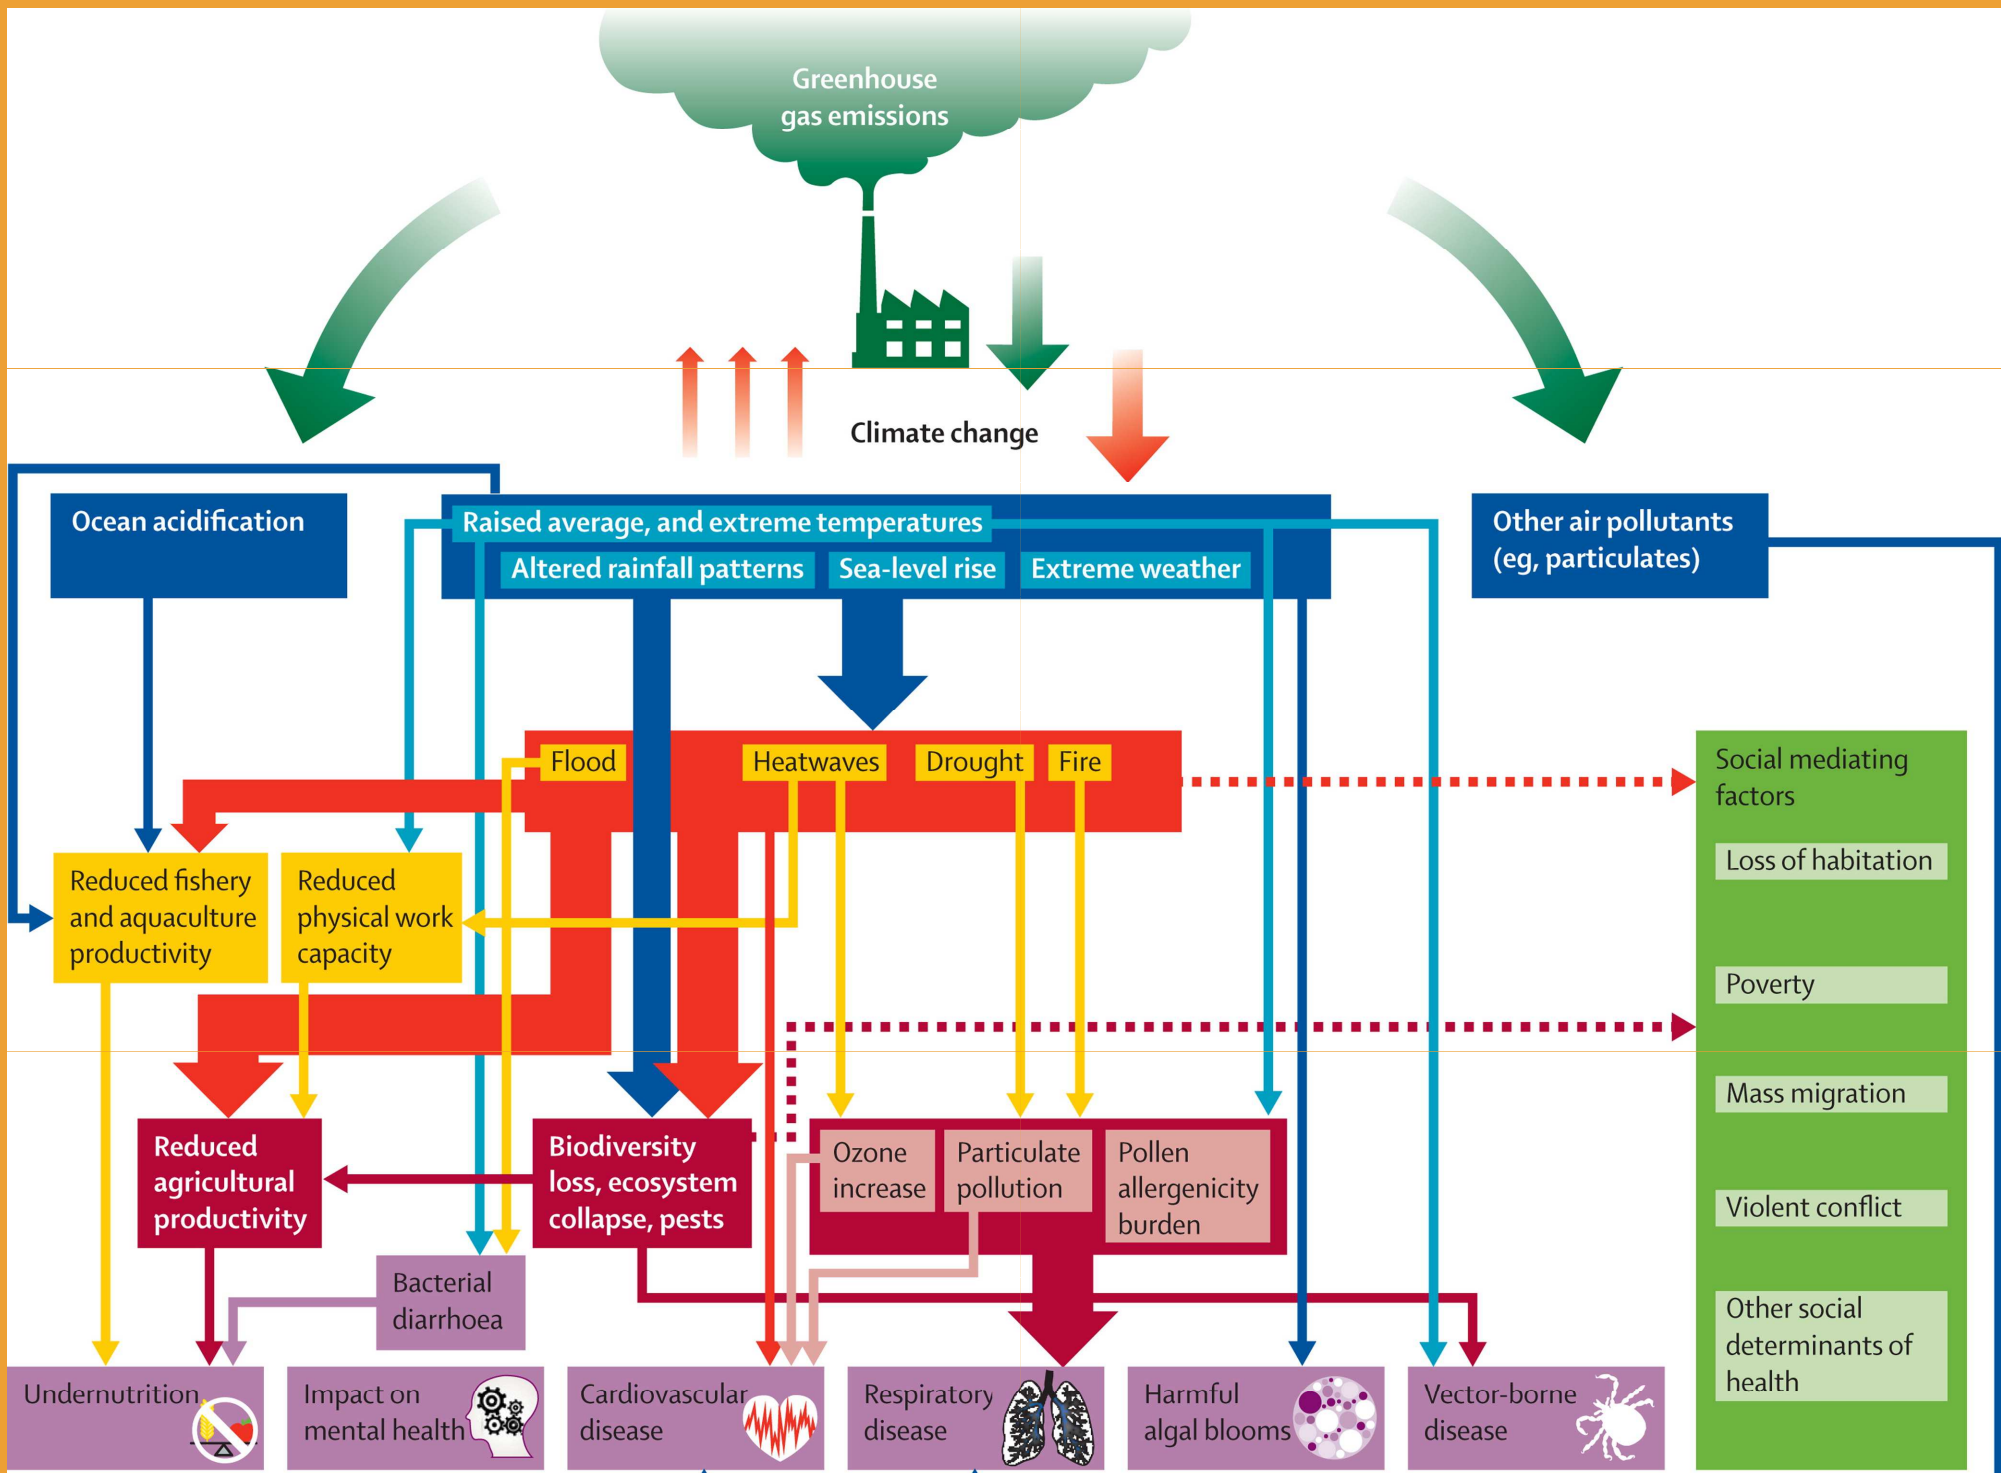 Greenhouse
gas emissions
Climate change
Ocean acidification
Raised average, and extreme temperatures
Altered rainfall patterns
Sea-level rise
Extreme weather
Other air pollutants
(eg, particulates)
Flood
Heatwaves
Drought
Fire
Social mediating
factors
Loss of habitation
Poverty
Mass migration
Violent conflict
Other social
determinants of
health
Reduced fishery
and aquaculture
productivity
Reduced
physical work
capacity
Reduced
agricultural
productivity
Biodiversity
loss, ecosystem
collapse, pests
Ozone
increase
Particulate
pollution
Pollen
allergenicity
burden
Bacterial
diarrhoea
Undernutrition
Impact on
mental health
Cardiovascular
disease
Respiratory
disease
Harmful
algal blooms
Vector-borne
disease